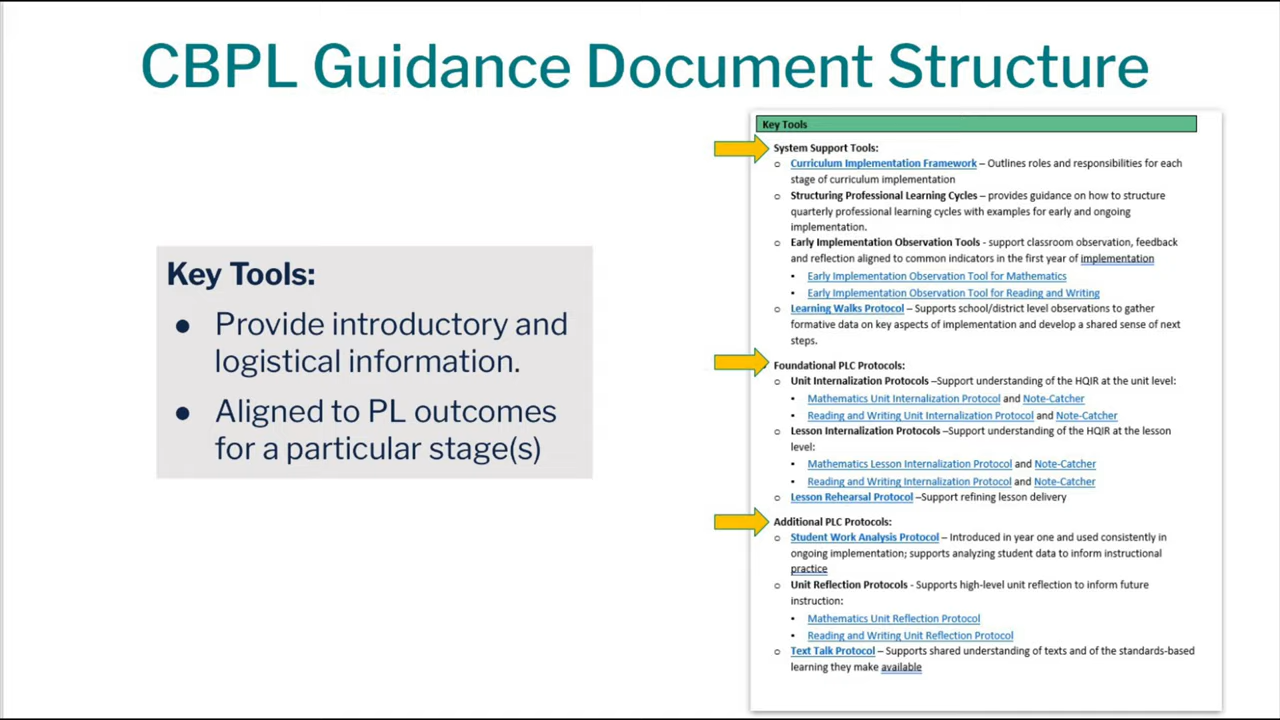 CBPL Guidance Document Structure
Key Tools:
● Provide introductory and
logistical information.
● Aligned to PL outcomes
for a particular stage(s)
Key Tools
System Support Tools:
o Curriculum Implementation Framework – Outlines roles and responsibilities for each
stage of curriculum implementation
o Structuring Professional Learning Cycles – provides guidance on how to structure
quarterly professional learning cycles with examples for early and ongoing
implementation.
o Early Implementation Observation Tools - support classroom observation, feedback
and reflection aligned to common indicators in the first year of implementation
▪ Early Implementation Observation Tool for Mathematics
▪ Early Implementation Observation Tool for Reading and Writing
o Learning Walks Protocol – Supports school/district level observations to gather
formative data on key aspects of implementation and develop a shared sense of next
steps.
Foundational PLC Protocols:
o Unit Internalization Protocols –Support understanding of the HQIR at the unit level:
▪ Mathematics Unit Internalization Protocol and Note-Catcher
▪ Reading and Writing Unit Internalization Protocol and Note-Catcher
o Lesson Internalization Protocols –Support understanding of the HQIR at the lesson
level:
▪ Mathematics Lesson Internalization Protocol and Note-Catcher
▪ Reading and Writing Internalization Protocol and Note-Catcher
o Lesson Rehearsal Protocol –Support refining lesson delivery
Additional PLC Protocols:
o Student Work Analysis Protocol – Introduced in year one and used consistently in
ongoing implementation; supports analyzing student data to inform instructional
practice
o Unit Reflection Protocols - Supports high-level unit reflection to inform future
instruction:
▪ Mathematics Unit Reflection Protocol
▪ Reading and Writing Unit Reflection Protocol
o Text Talk Protocol – Supports shared understanding of texts and of the standards-based
learning they make available